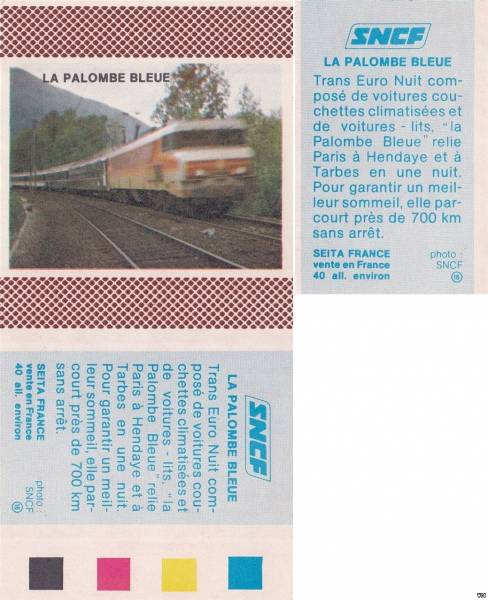 LA PALOMBE BLEUE
SNCF
LA PALOMBE BLEUE
Trans Euro Nuit com-
posé de voitures cou-
chettes climatisées et
de voitures - lits, "la
Palombe Bleue" relie
Paris à Hendaye et à
Tarbes en une nuit.
Pour garantir un meil-
leur sommeil, elle par-
court près de 700 km
sans arrêt.
SEITA FRANCE
vente en France
40 all. environ
photo :
SNCF
16
SNCF
LA PALOMBE BLEUE
Trans Euro Nuit com-
posé de voitures cou-
chettes climatisées et
de voitures - lits, "la
Palombe Bleue" relie
Paris à Hendaye et à
Tarbes en une nuit.
Pour garantir un meil-
leur sommeil, elle par-
court près de 700 km
sans arrêt.
SEITA FRANCE
vente en France
40 all. environ
photo :
SNCF
16